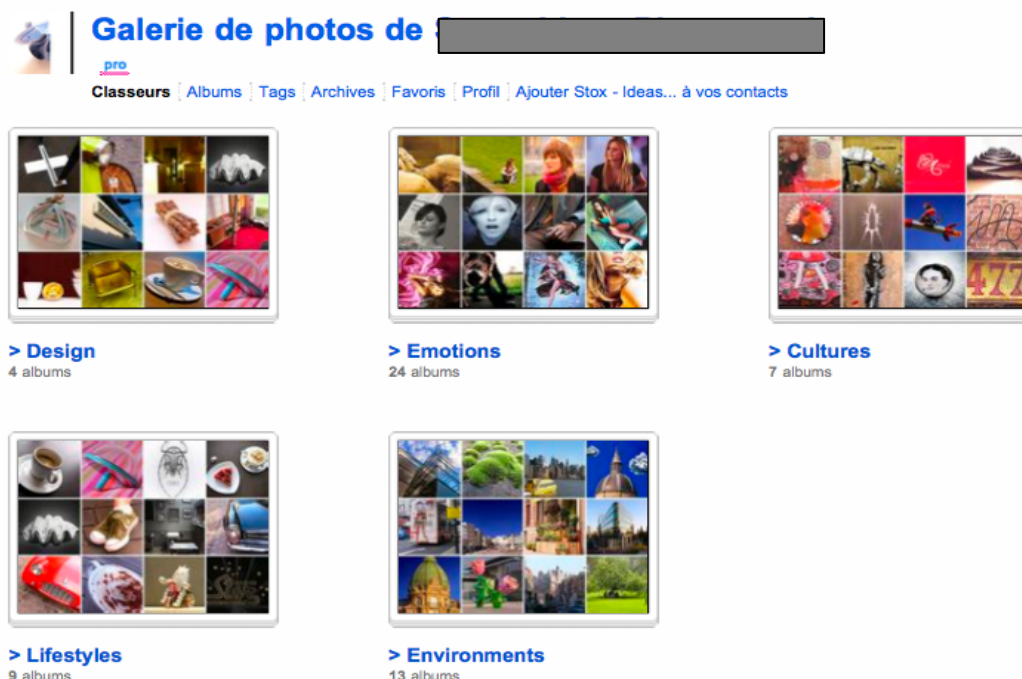 Galerie de photos de
pro
Classeurs Albums Tags Archives Favoris Profil Ajouter Stox - Ideas... à vos contacts
477
> Design
4 albums
> Emotions
24 albums
> Cultures
7 albums
> Lifestyles
9 albums
> Environments
13 albums